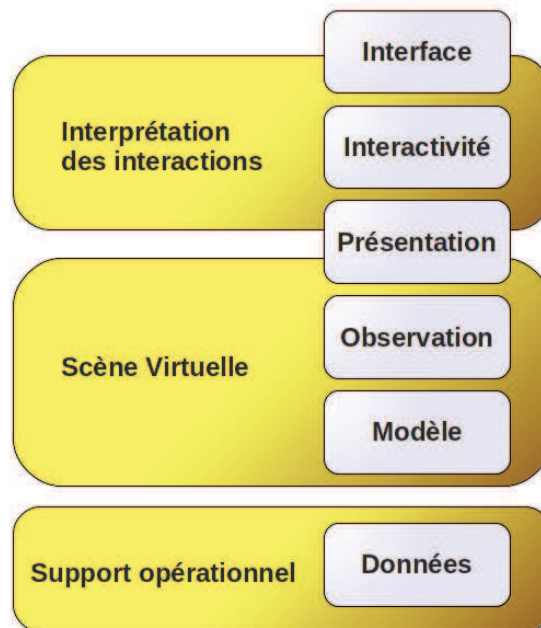 Interface
Interprétation
des interactions
Interactivité
Présentation
Observation
Scène Virtuelle
Modèle
Support opérationnel
Données